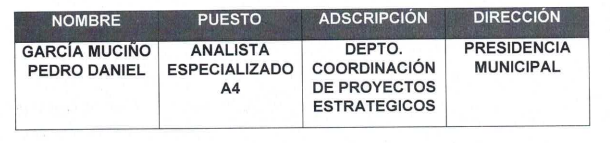 NOMBRE PUESTO ADSCRIPCIÓN DIRECCIÓN
GARCÍA MUCIÑO ANALISTA DEPTO. PRESIDENCIA
PEDRO DANIEL ESPECIALIZADO COORDINACIÓN MUNICIPAL
A4 DE PROYECTOS
ESTRATEGICOS